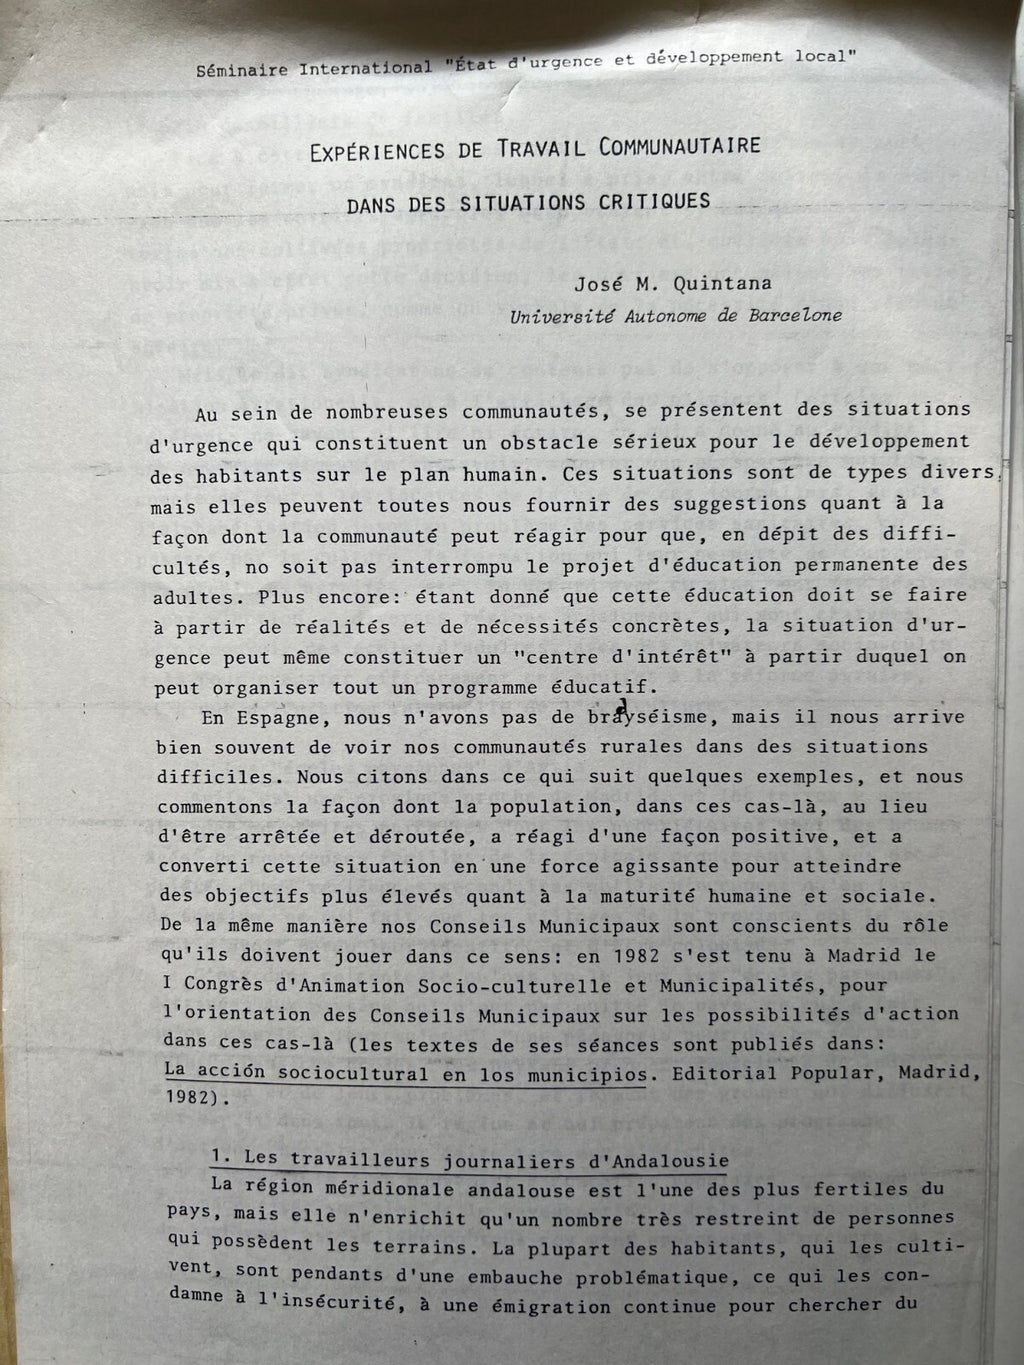 Séminaire International "État d'urgence et développement local"
EXPÉRIENCES DE TRAVAIL COMMUNAUTAIRE
DANS DES SITUATIONS CRITIQUES
José M. Quintana
Université Autonome de Barcelone
Au sein de nombreuses communautés, se présentent des situations
d'urgence qui constituent un obstacle sérieux pour le développement
des habitants sur le plan humain. Ces situations sont de types divers,
mais elles peuvent toutes nous fournir des suggestions quant à la
façon dont la communauté peut réagir pour que, en dépit des diffi-
cultés, no soit pas interrompu le projet d'éducation permanente des
adultes. Plus encore: étant donné que cette éducation doit se faire
à partir de réalités et de nécessités concrètes, la situation d'ur-
gence peut même constituer un "centre d'intérêt" à partir duquel on
peut organiser tout un programme éducatif.
En Espagne, nous n'avons pas de bradyséisme, mais il nous arrive
bien souvent de voir nos communautés rurales dans des situations
difficiles. Nous citons dans ce qui suit quelques exemples, et nous
commentons la façon dont la population, dans ces cas-là, au lieu
d'être arrêtée et déroutée, a réagi d'une façon positive, et a
converti cette situation en une force agissante pour atteindre
des objectifs plus élevés quant à la maturité humaine et sociale.
De la même manière nos Conseils Municipaux sont conscients du rôle
qu'ils doivent jouer dans ce sens: en 1982 s'est tenu à Madrid le
I Congrès d'Animation Socio-culturelle et Municipalités, pour
l'orientation des Conseils Municipaux sur les possibilités d'action
dans ces cas-là (les textes de ses séances sont publiés dans:
La acción sociocultural en los municipios. Editorial Popular, Madrid,
1982).
1. Les travailleurs journaliers d'Andalousie
La région méridionale andalouse est l'une des plus fertiles du
pays, mais elle n'enrichit qu'un nombre très restreint de personnes
qui possèdent les terrains. La plupart des habitants, qui les culti-
vent, sont pendants d'une embauche problématique, ce qui les con-
damne à l'insécurité, à une émigration continue pour chercher du